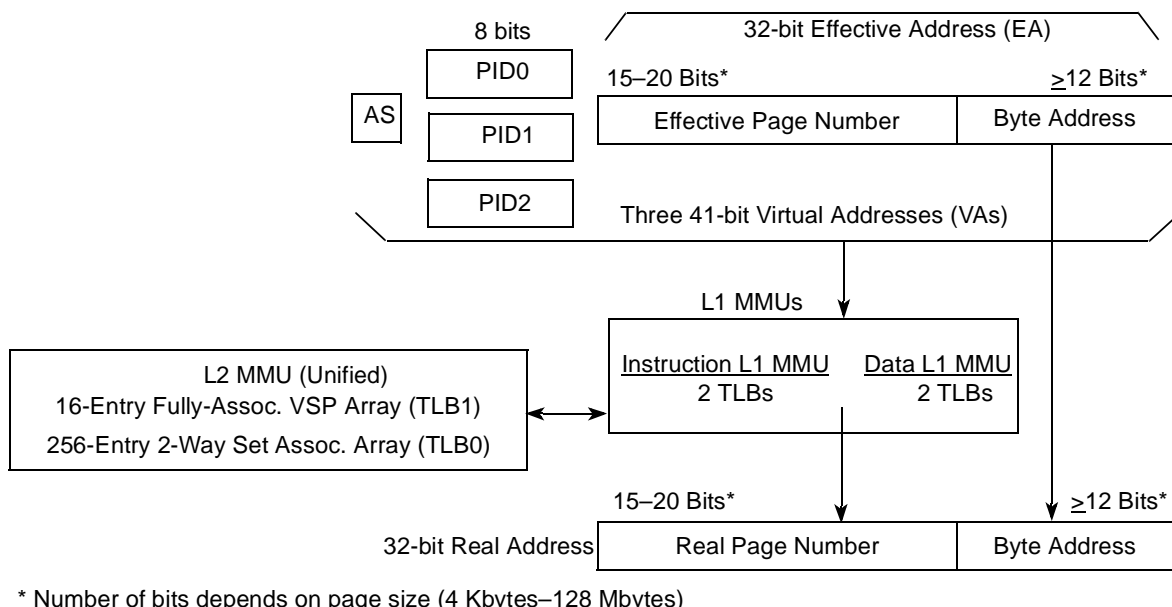 8 bits
32-bit Effective Address (EA)
PID0
15–20 Bits*
≥12 Bits*
AS
Effective Page Number
Byte Address
PID1
PID2
Three 41-bit Virtual Addresses (VAs)
L1 MMUs
Instruction L1 MMU
2 TLBs
Data L1 MMU
2 TLBs
L2 MMU (Unified)
16-Entry Fully-Assoc. VSP Array (TLB1)
256-Entry 2-Way Set Assoc. Array (TLB0)
15–20 Bits*
≥12 Bits*
32-bit Real Address
Real Page Number
Byte Address
* Number of bits depends on page size (4 Kbytes–128 Mbytes)